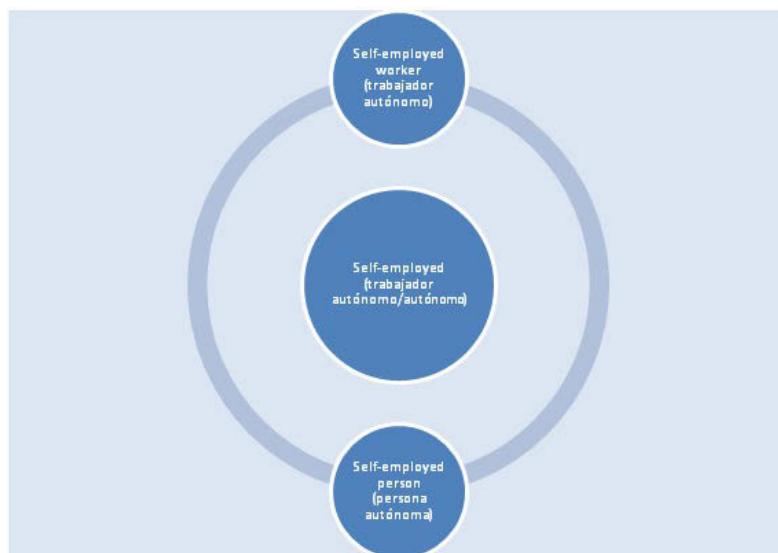 Self-employed
worker
(trabajador
autónomo)
Self-employed
(trabajador
autónomo/autónomo)
Self-employed
person
(persona
autónoma)